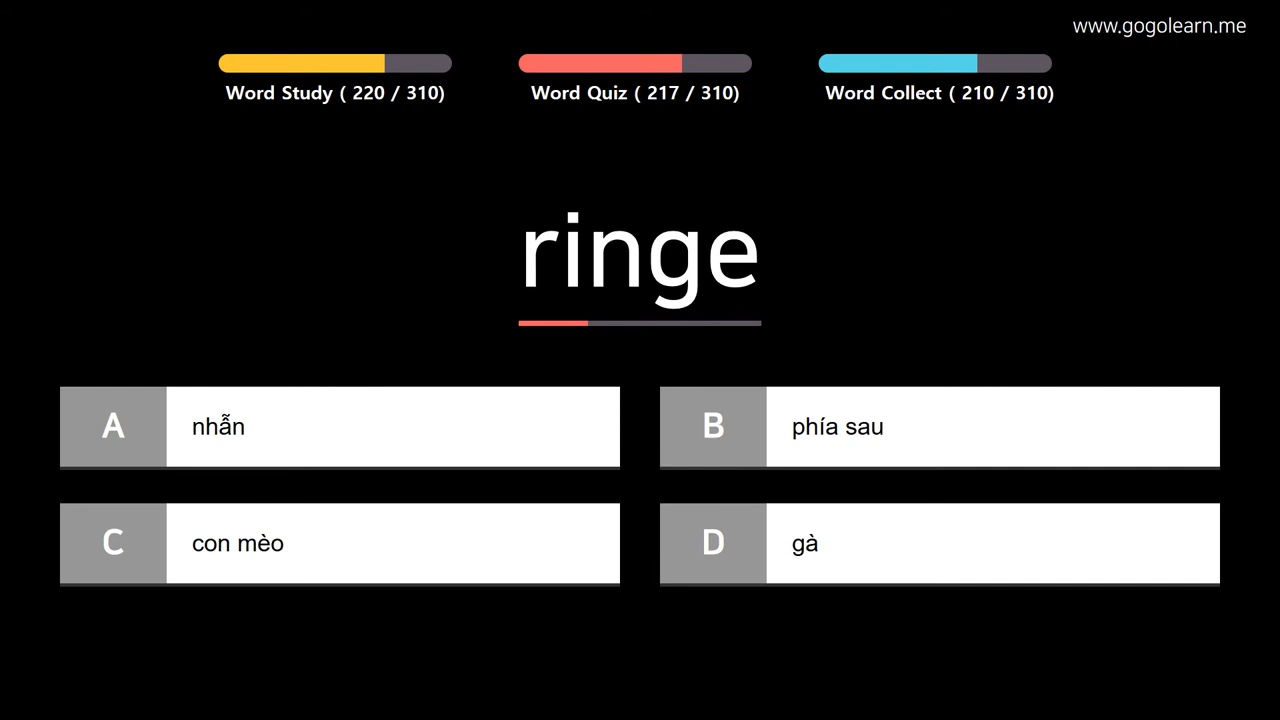 www.gogolearn.me
Word Study ( 220 / 310)
Word Quiz ( 217 / 310)
Word Collect ( 210 / 310)
ringe
A
nhẫn
B
phía sau
C
con mèo
D
gà